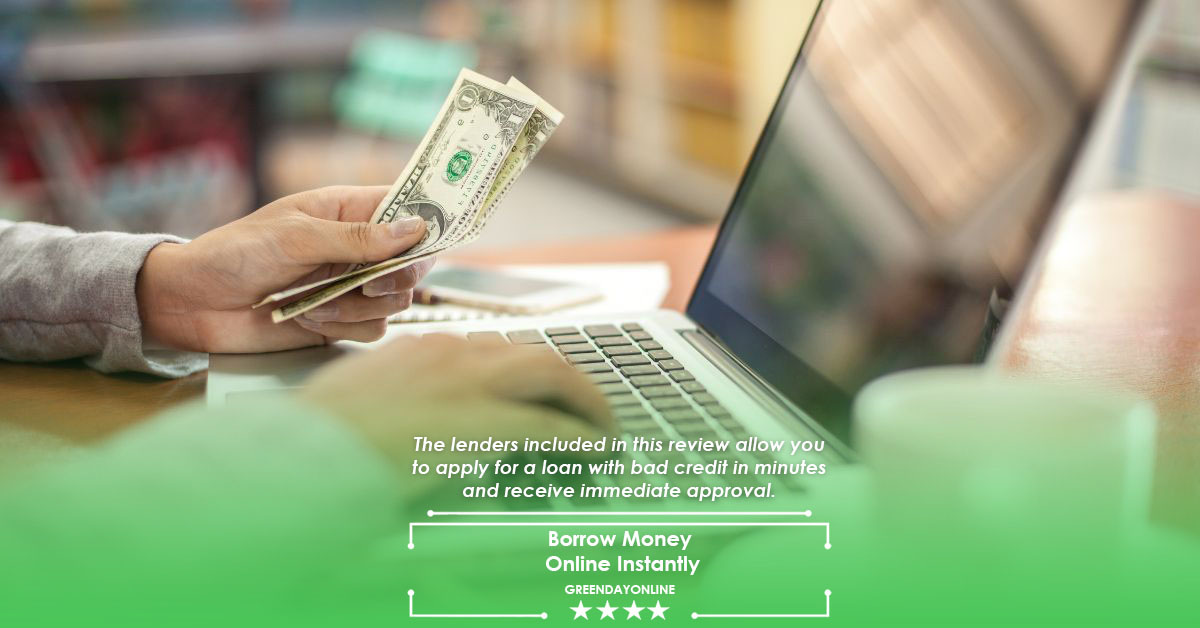 The lenders included in this review allow you
to apply for a loan with bad credit in minutes
and receive immediate approval.
Borrow Money
Online Instantly
GREENDAYONLINE